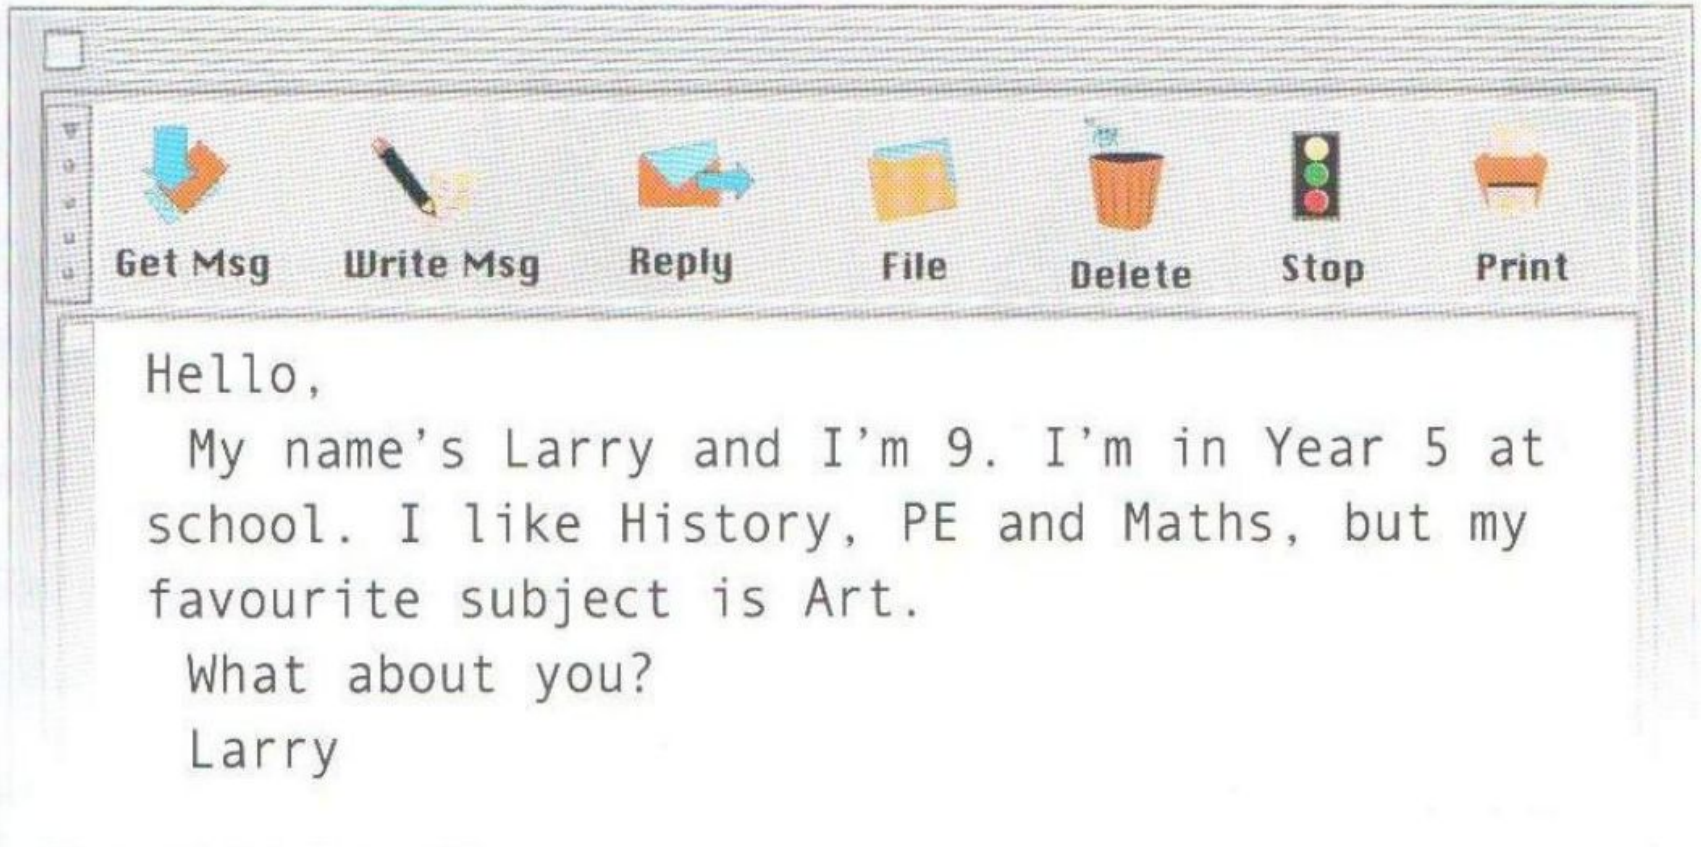 Get Msg Write Msg Reply File Delete Stop Print
Hello,
My name's Larry and I'm 9. I'm in Year 5 at
school. I like History, PE and Maths, but my
favourite subject is Art.
What about you?
Larry